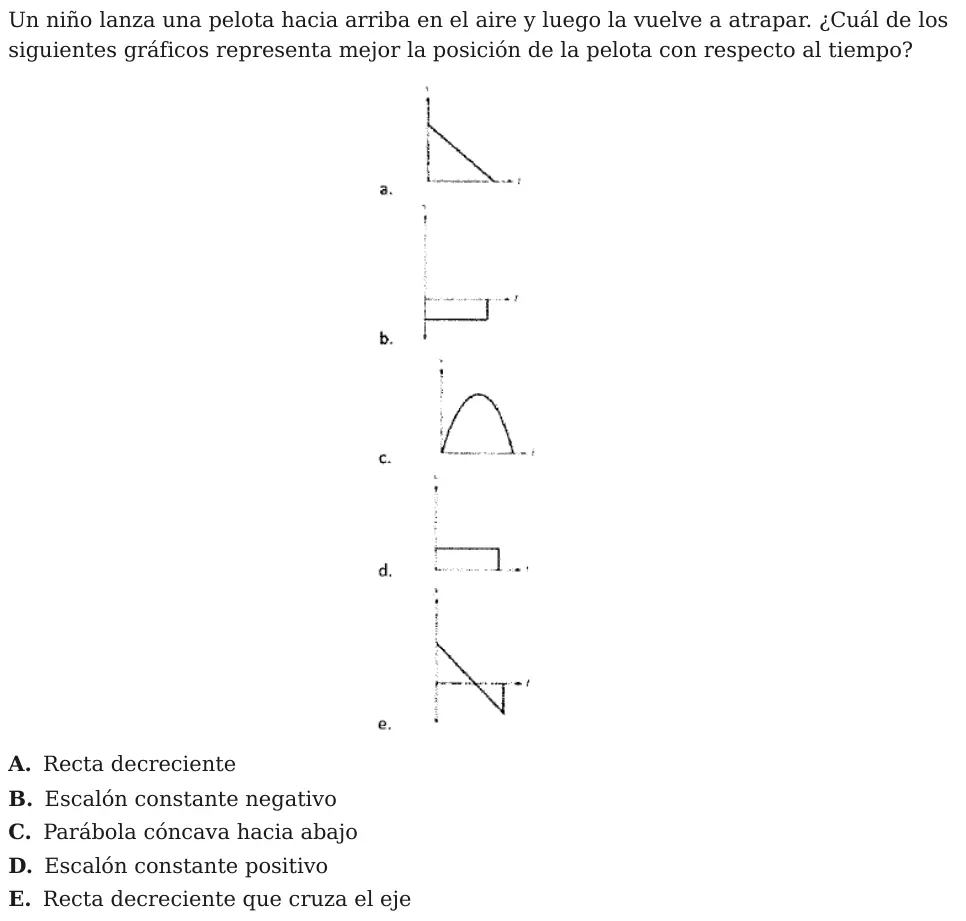 Un niño lanza una pelota hacia arriba en el aire y luego la vuelve a atrapar. ¿Cuál de los
siguientes gráficos representa mejor la posición de la pelota con respecto al tiempo?
a.
b.
c.
d.
e.
A. Recta decreciente
B. Escalón constante negativo
C. Parábola cóncava hacia abajo
D. Escalón constante positivo
E. Recta decreciente que cruza el eje